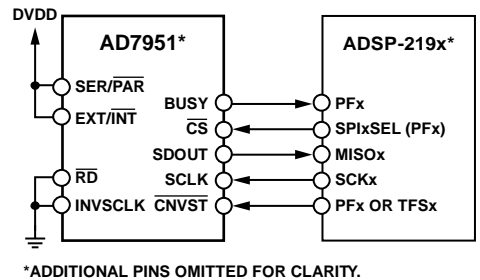 DVDD
AD7951*
ADSP-219x*
SER/PAR
EXT/INT
RD
INVSCLK
BUSY
CS
SDOUT
SCLK
CNVST
PFx
SPIxSEL (PFx)
MISOx
SCKx
PFx OR TFSx
*ADDITIONAL PINS OMITTED FOR CLARITY.